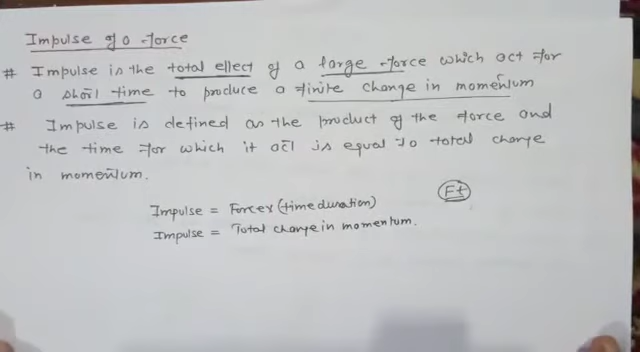 Impulse of a force
# Impulse is the total effect of a large force which act for
a short time to produce a finite change in momentum
# Impulse is defined as the product of the force and
the time for which it act is equal to total change
in momentum.
Ft
Impulse = Force x (time duration)
Impulse = Total change in momentum.